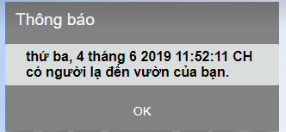 Thông báo
thứ ba, 4 tháng 6 2019 11:52:11 CH
có người lạ đến vườn của bạn.
OK